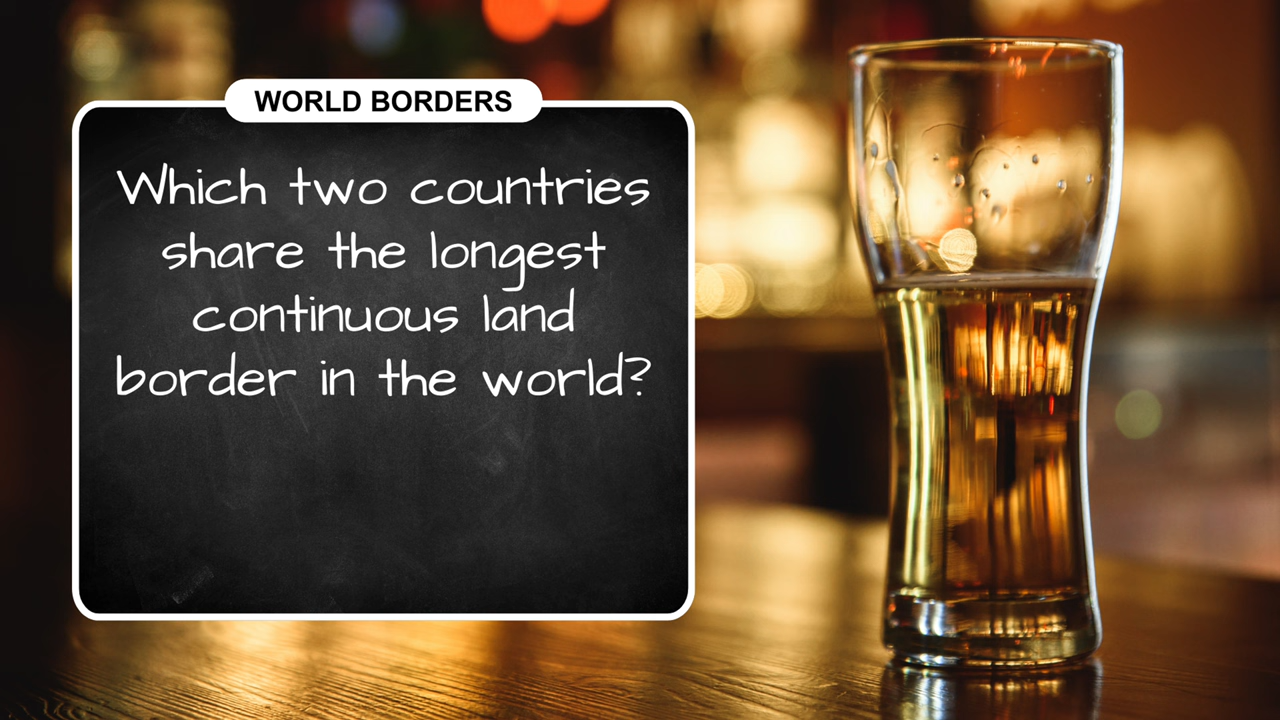 WORLD BORDERS
Which two countries
share the longest
continuous land
border in the world?